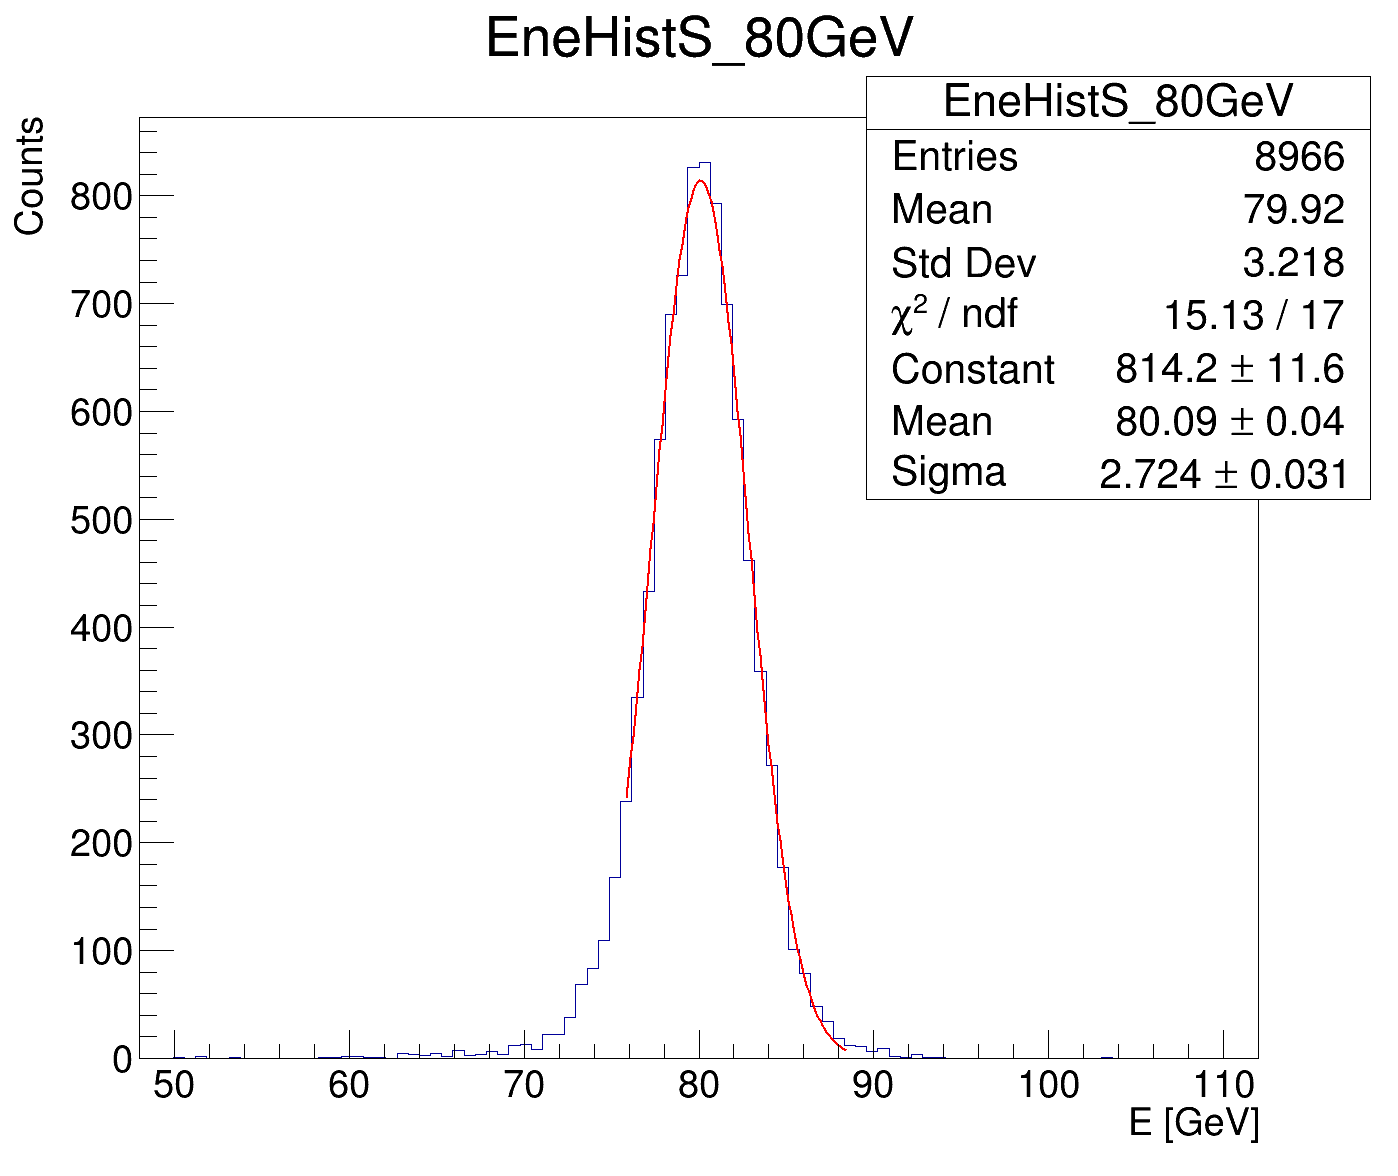 EneHistS_80GeV
EneHistS_80GeV
Entries 8966
Mean 79.92
Std Dev 3.218
χ² / ndf 15.13 / 17
Constant 814.2 ± 11.6
Mean 80.09 ± 0.04
Sigma 2.724 ± 0.031
Counts
800
700
600
500
400
300
200
100
0
50 60 70 80 90 100 110
E [GeV]